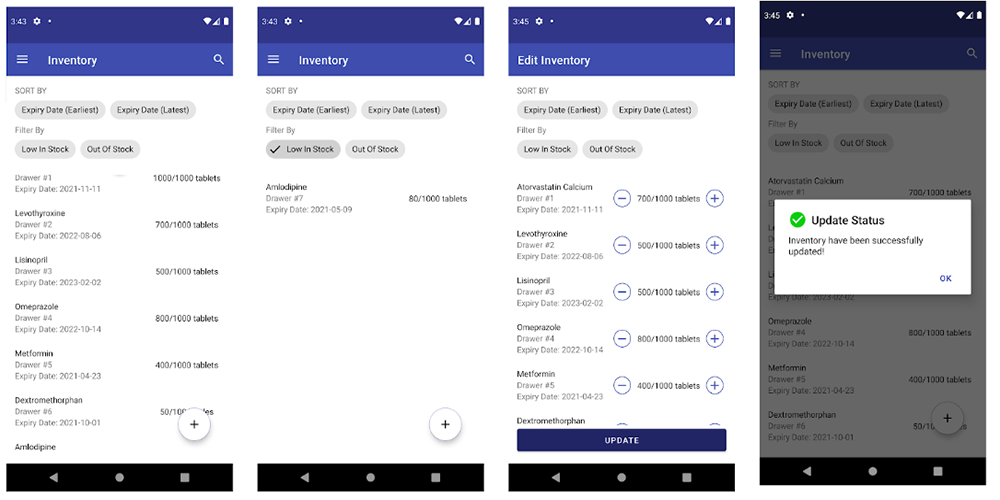 3:43
Inventory
SORT BY
Expiry Date (Earliest) Expiry Date (Latest)
Filter By
Low In Stock Out Of Stock
Drawer #1 1000/1000 tablets
Expiry Date: 2021-11-11
Levothyroxine
Drawer #2 700/1000 tablets
Expiry Date: 2022-08-06
Lisinopril
Drawer #3 500/1000 tablets
Expiry Date: 2023-02-02
Omeprazole
Drawer #4 800/1000 tablets
Expiry Date: 2022-10-14
Metformin
Drawer #5 400/1000 tablets
Expiry Date: 2021-04-23
Dextromethorphan
Drawer #6
Expiry Date: 2021-10-01
Amlodipine
+
3:43
Inventory
SORT BY
Expiry Date (Earliest) Expiry Date (Latest)
Filter By
Low In Stock Out Of Stock
Amlodipine
Drawer #7 80/1000 tablets
Expiry Date: 2021-05-09
+
3:45
Edit Inventory
SORT BY
Expiry Date (Earliest) Expiry Date (Latest)
Filter By
Low In Stock Out Of Stock
Atorvastatin Calcium
Drawer #1 − 700/1000 tablets +
Expiry Date: 2021-11-11
Levothyroxine
Drawer #2 − 500/1000 tablets +
Expiry Date: 2022-08-06
Lisinopril
Drawer #3 − 500/1000 tablets +
Expiry Date: 2023-02-02
Omeprazole
Drawer #4 − 800/1000 tablets +
Expiry Date: 2022-10-14
Metformin
Drawer #5 − 400/1000 tablets +
Expiry Date: 2021-04-23
Dextromethorphan
UPDATE
3:45
Inventory
SORT BY
Expiry Date (Earliest) Expiry Date (Latest)
Filter By
Low In Stock Out Of Stock
Atorvastatin Calcium
Drawer #1 700/1000 tablets
Update Status
Inventory have been successfully
updated!
OK
Expiry Date: 2023-02-02
Omeprazole
Drawer #4 800/1000 tablets
Expiry Date: 2022-10-14
Metformin
Drawer #5 400/1000 tablets
Expiry Date: 2021-04-23
Dextromethorphan
Drawer #6
Expiry Date: 2021-10-01
+